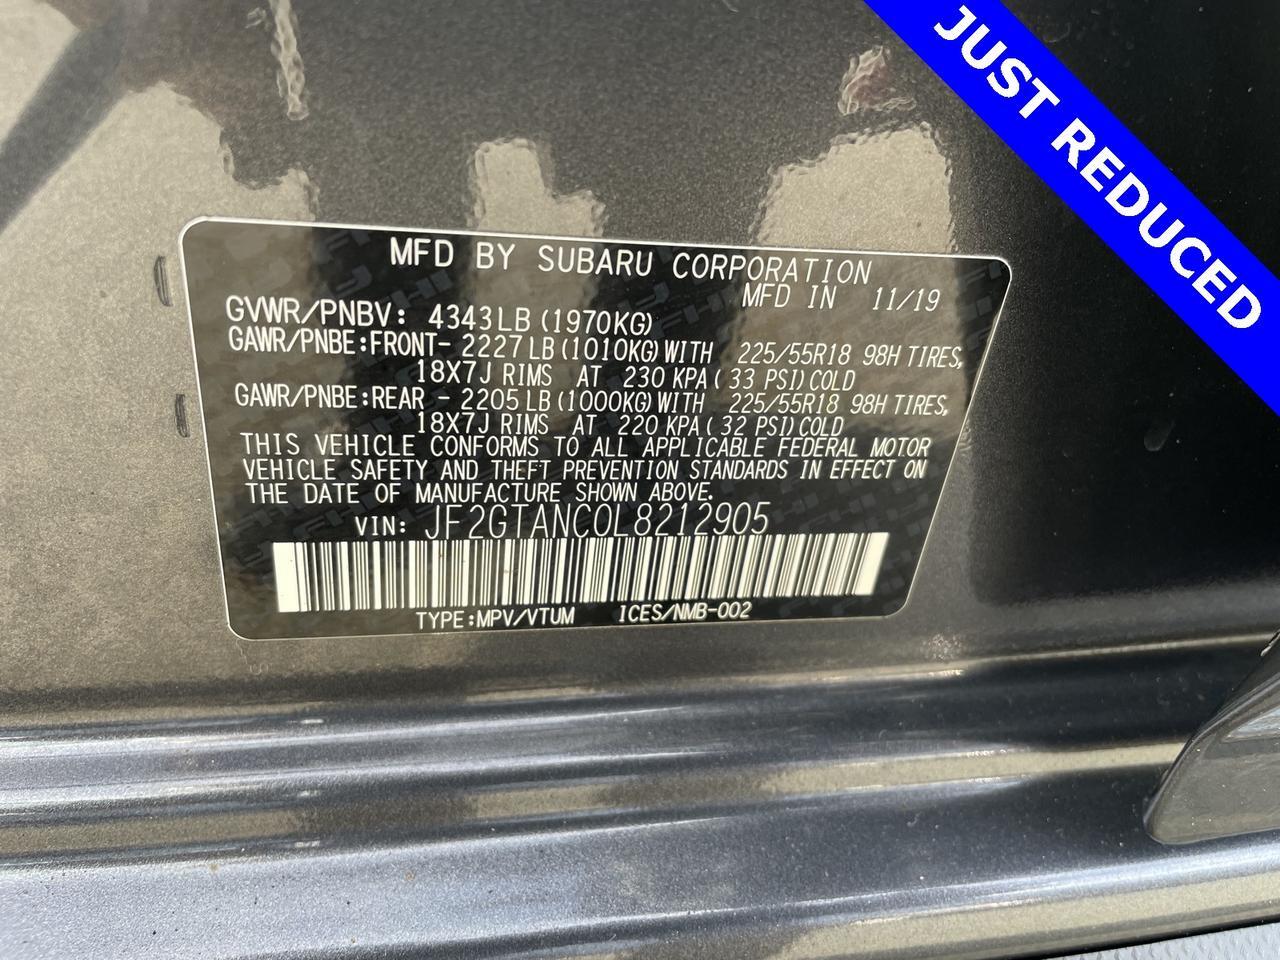 JUST REDUCED
MFD BY SUBARU CORPORATION
MFD IN 11/19
GVWR/PNBV: 4343LB (1970KG)
GAWR/PNBE:FRONT- 2227LB (1010KG) WITH 225/55R18 98H TIRES,
18X7J RIMS AT 230 KPA ( 33 PSI) COLD
GAWR/PNBE:REAR - 2205LB (1000KG) WITH 225/55R18 98H TIRES,
18X7J RIMS AT 220 KPA ( 32 PSI) COLD
THIS VEHICLE CONFORMS TO ALL APPLICABLE FEDERAL MOTOR
VEHICLE SAFETY AND THEFT PREVENTION STANDARDS IN EFFECT ON
THE DATE OF MANUFACTURE SHOWN ABOVE.
VIN: JF2GTANC0L8212905
TYPE:MPV/VTUM ICES/NMB-002